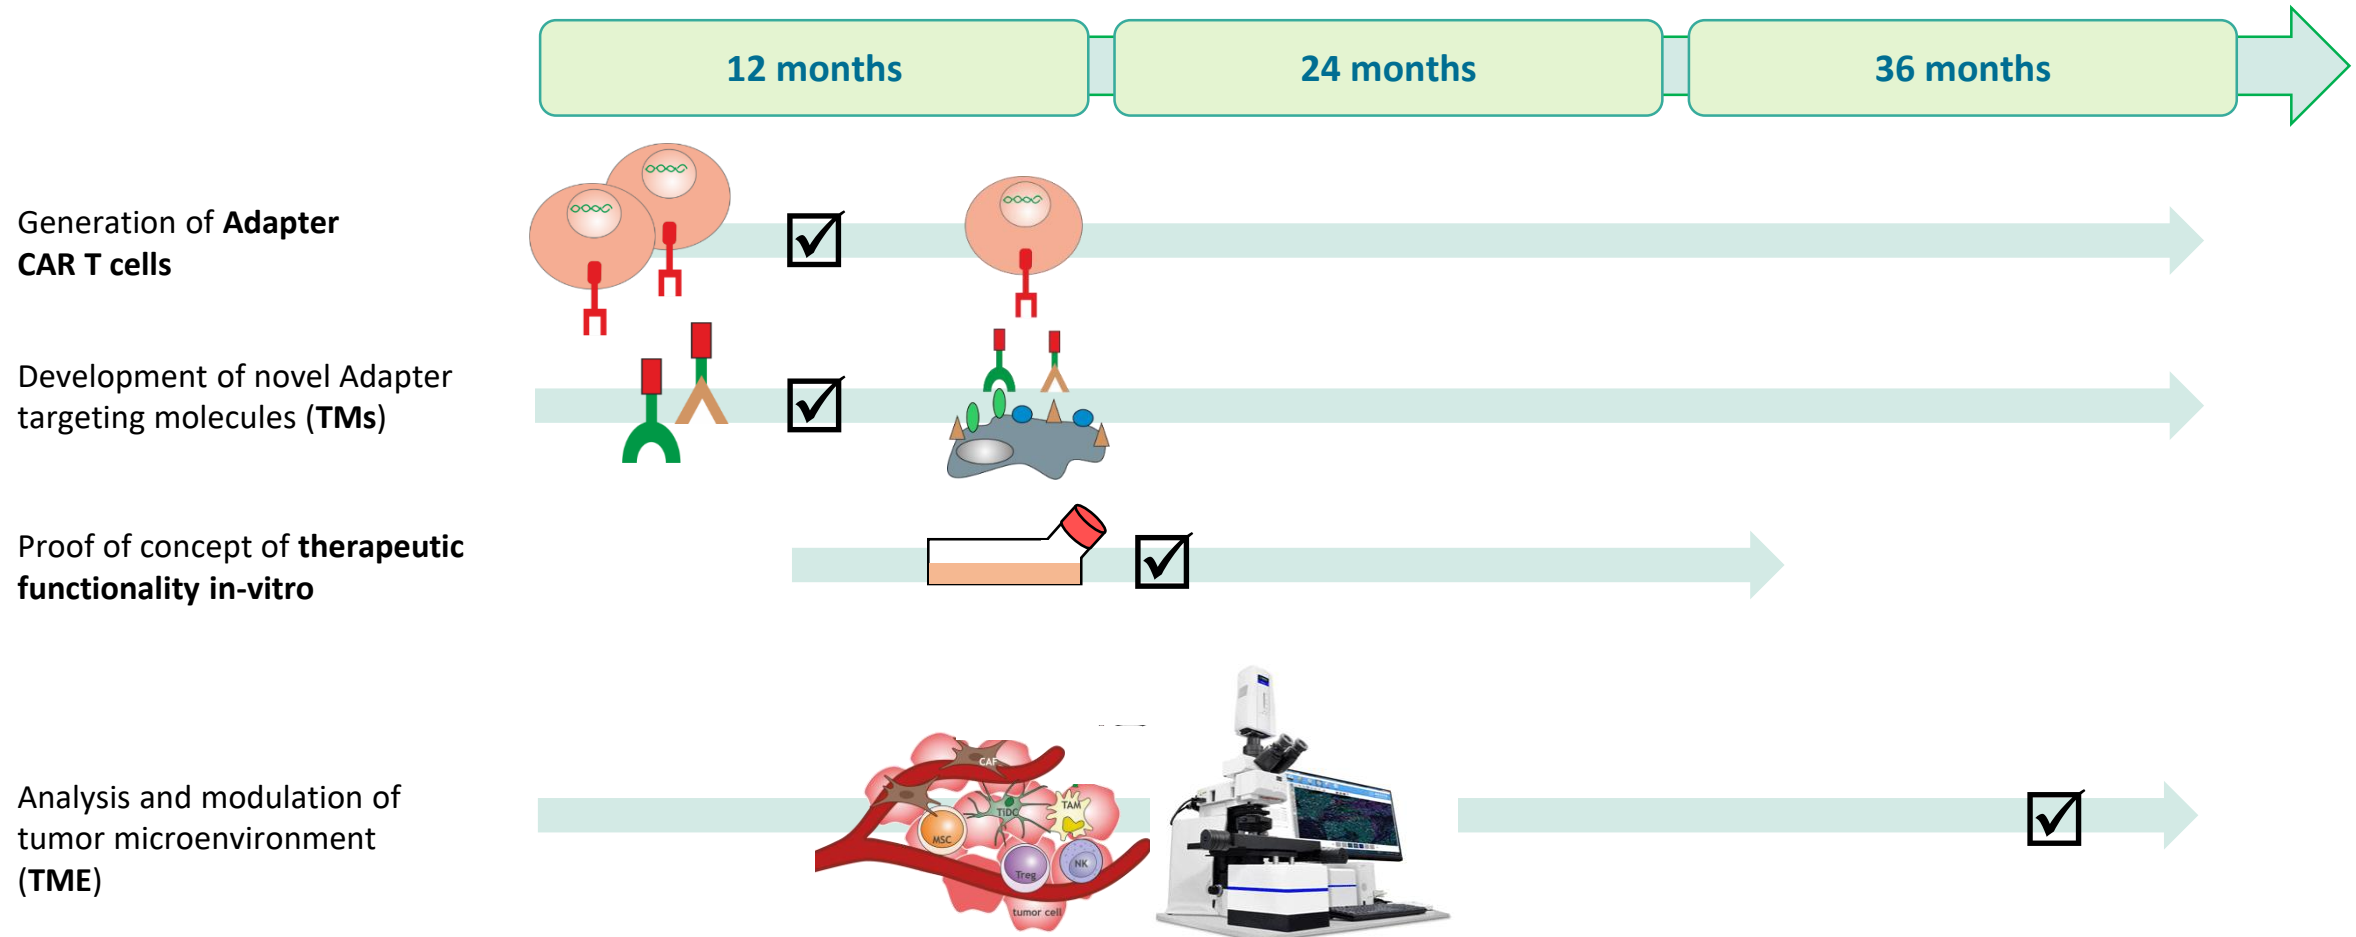 12 months
24 months
36 months
Generation of Adapter
CAR T cells
Development of novel Adapter
targeting molecules (TMs)
Proof of concept of therapeutic
functionality in-vitro
Analysis and modulation of
tumor microenvironment
(TME)
CAF
TiDC
TAM
MSC
Treg
NK
tumor cell